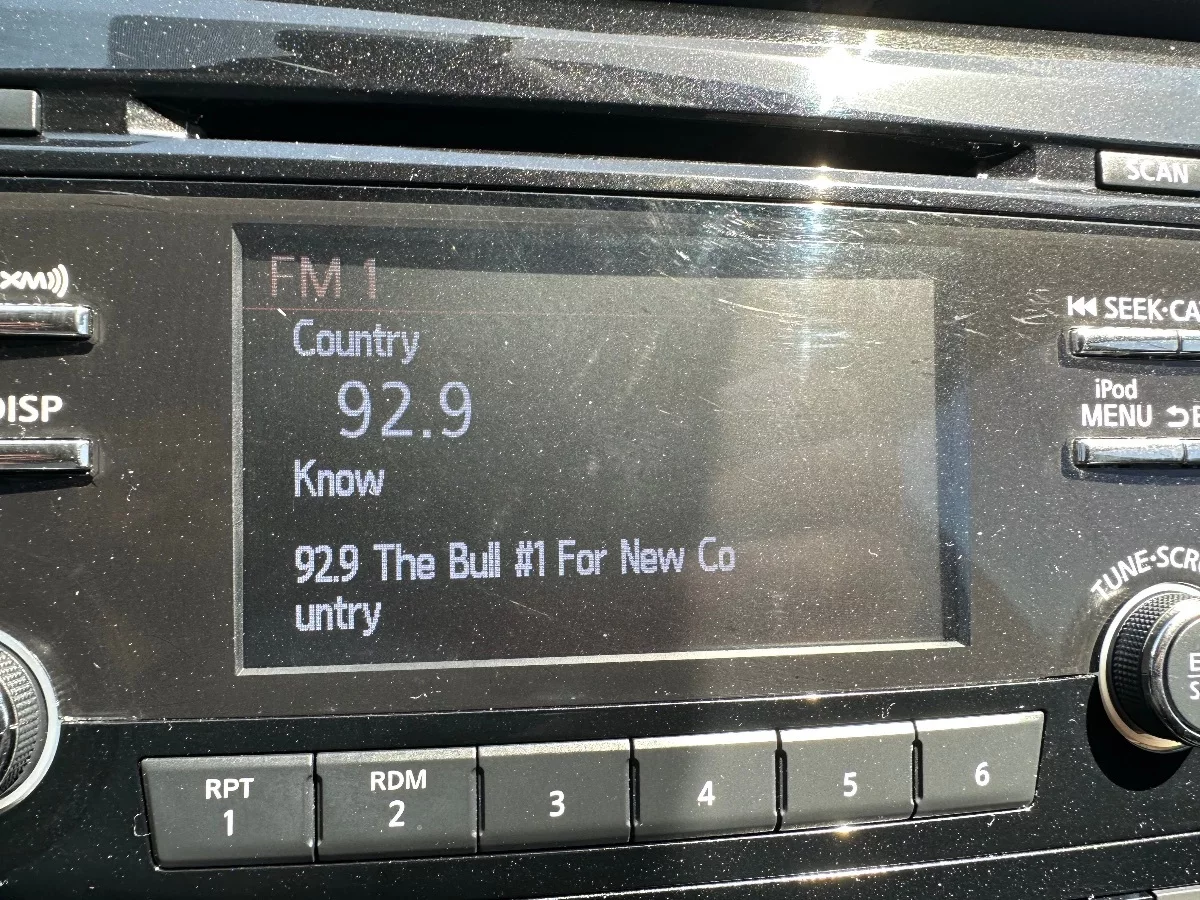 SCAN
XM
FM 1
SEEK·CA
Country
iPod
DISP
92.9
MENU
Know
92.9 The Bull #1 For New Co
untry
TUNE·SCR
RPT
RDM
1
2
3
4
5
6